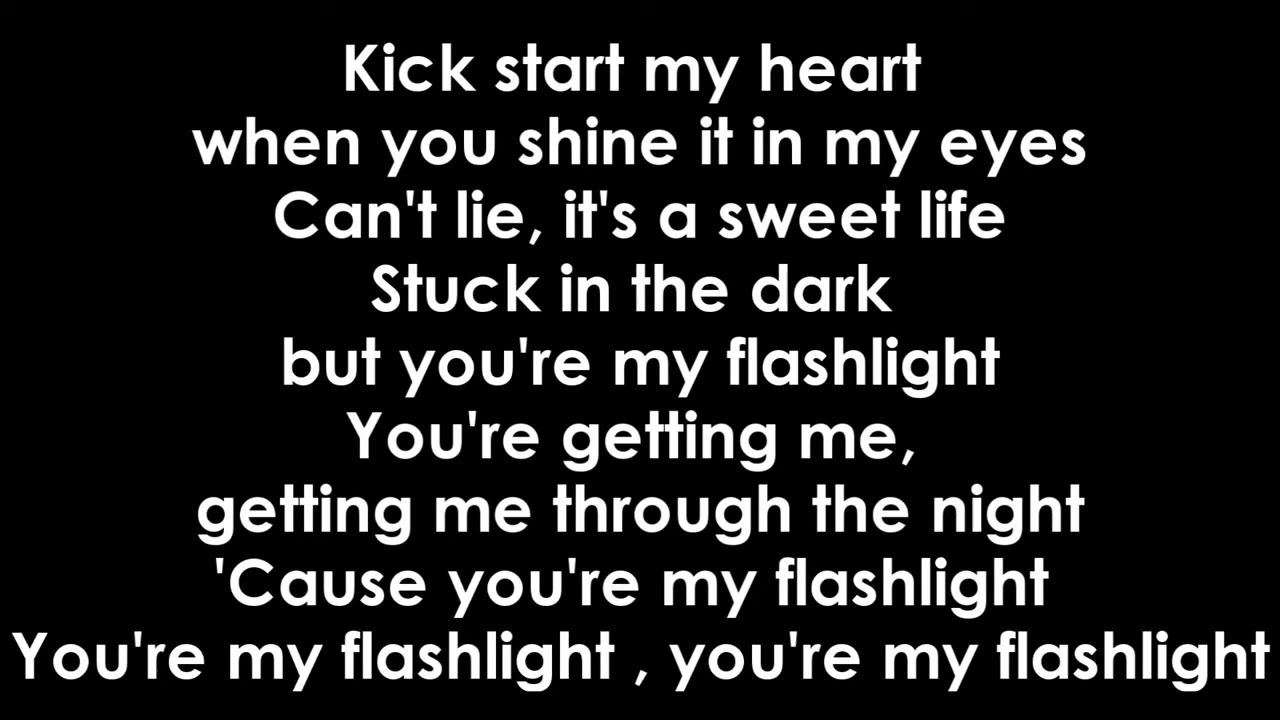 Kick start my heart
when you shine it in my eyes
Can't lie, it's a sweet life
Stuck in the dark
but you're my flashlight
You're getting me,
getting me through the night
'Cause you're my flashlight
You're my flashlight , you're my flashlight